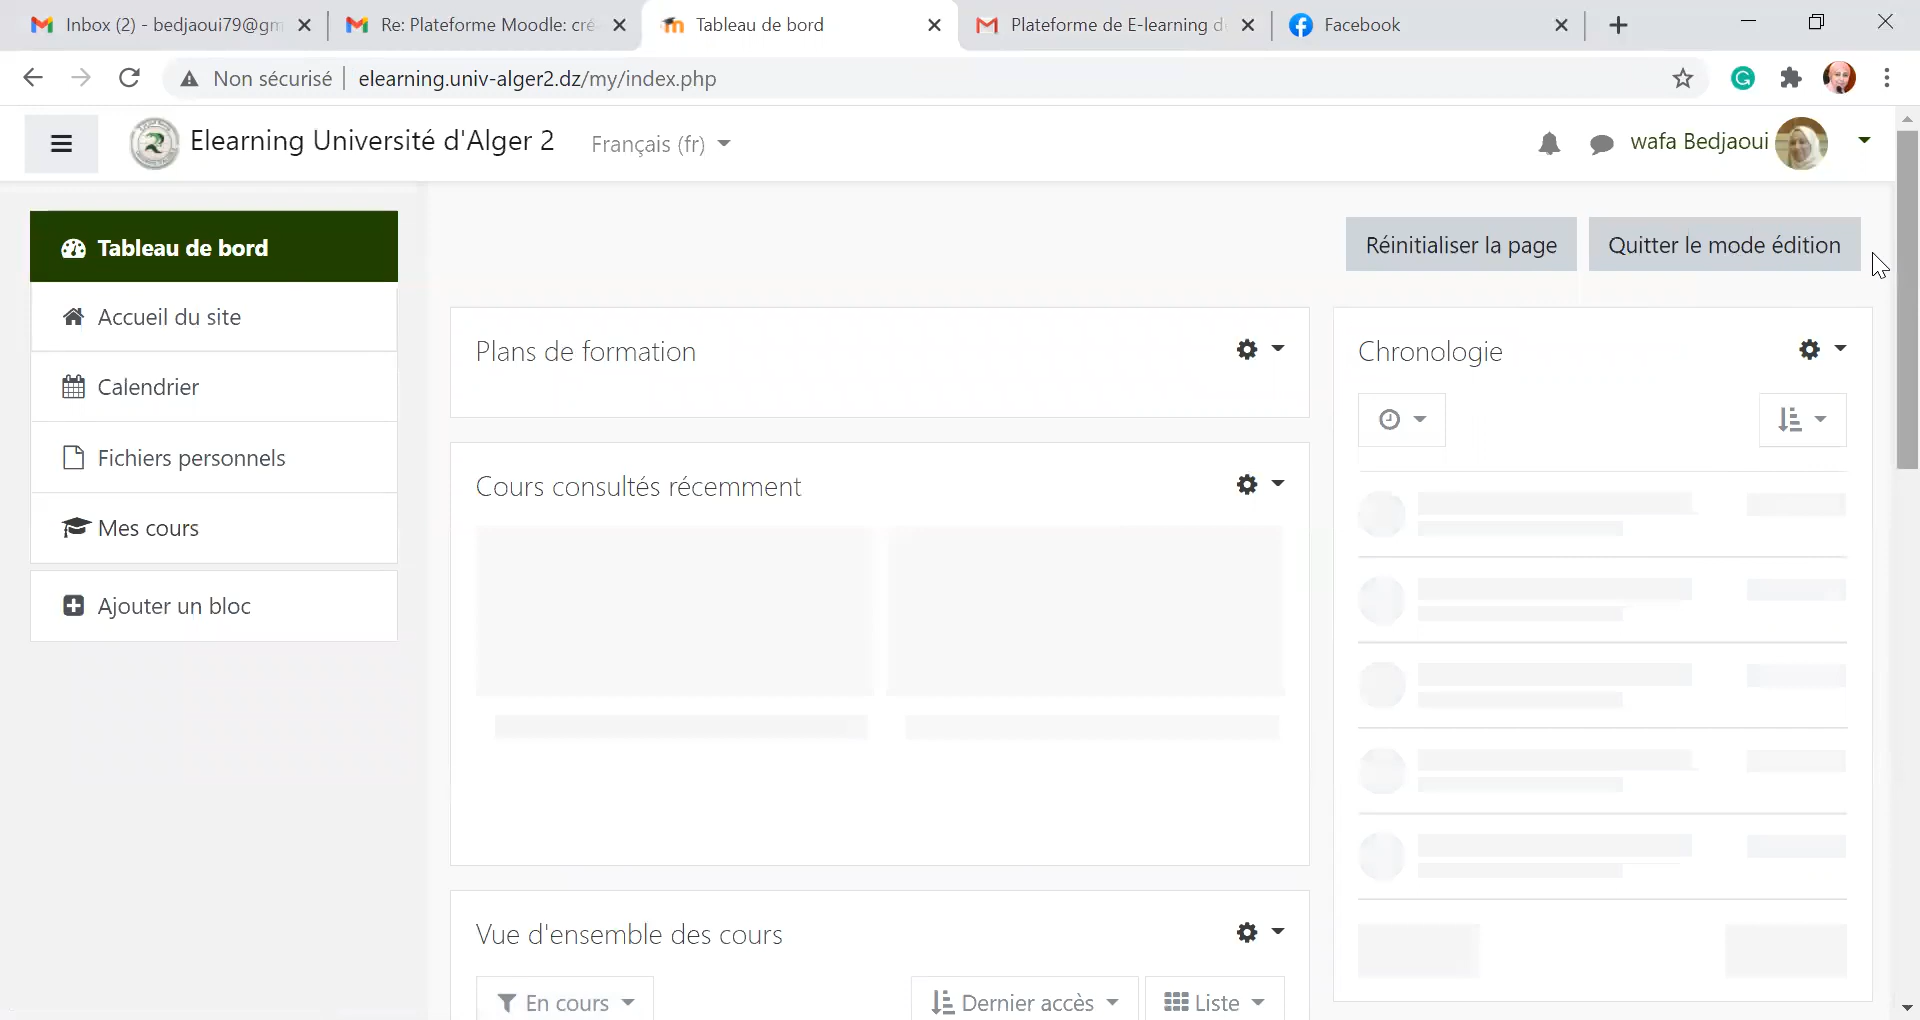 Inbox (2) - bedjaoui79@gm
Re: Plateforme Moodle: cré
Tableau de bord
Plateforme de E-learning d
Facebook
Non sécurisé
elearning.univ-alger2.dz/my/index.php
Elearning Université d'Alger 2
Français (fr)
wafa Bedjaoui
Tableau de bord
Accueil du site
Calendrier
Fichiers personnels
Mes cours
Ajouter un bloc
Réinitialiser la page
Quitter le mode édition
Plans de formation
Cours consultés récemment
Vue d'ensemble des cours
En cours
Dernier accès
Liste
Chronologie